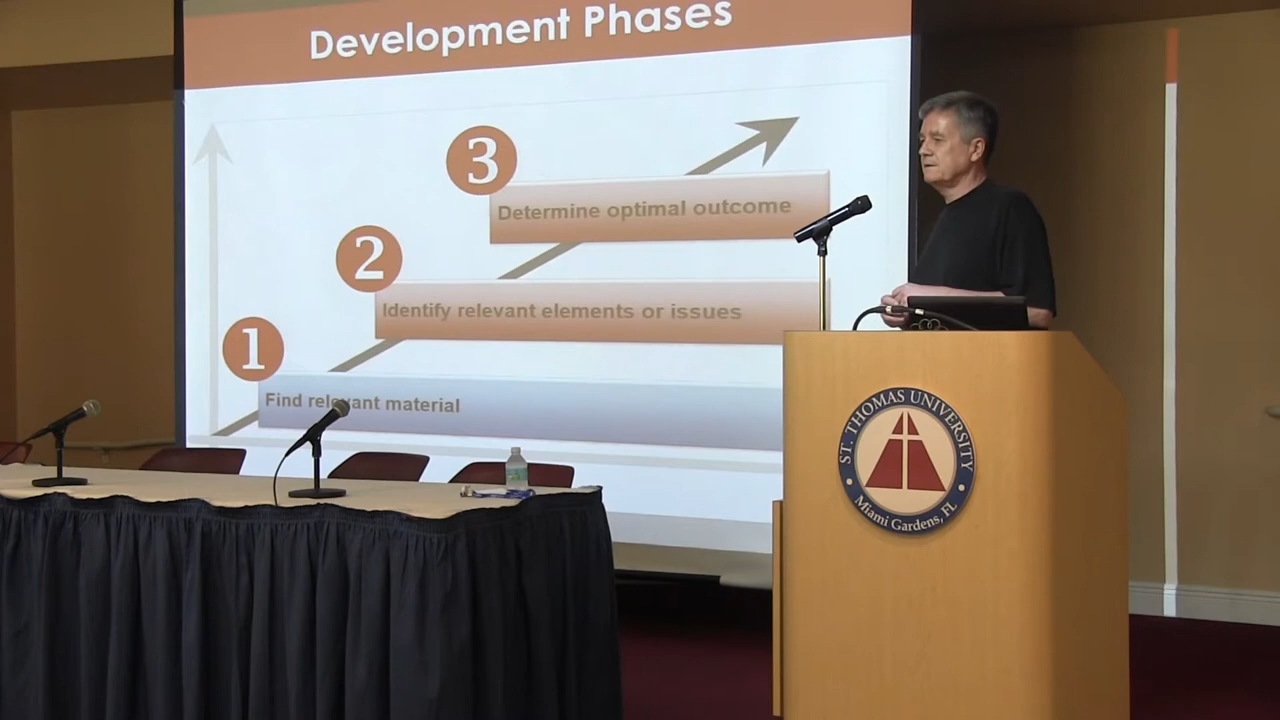 Development Phases
3
Determine optimal outcome
2
Identify relevant elements or issues
1
Find relevant material
ST. THOMAS UNIVERSITY
Miami Gardens, FL